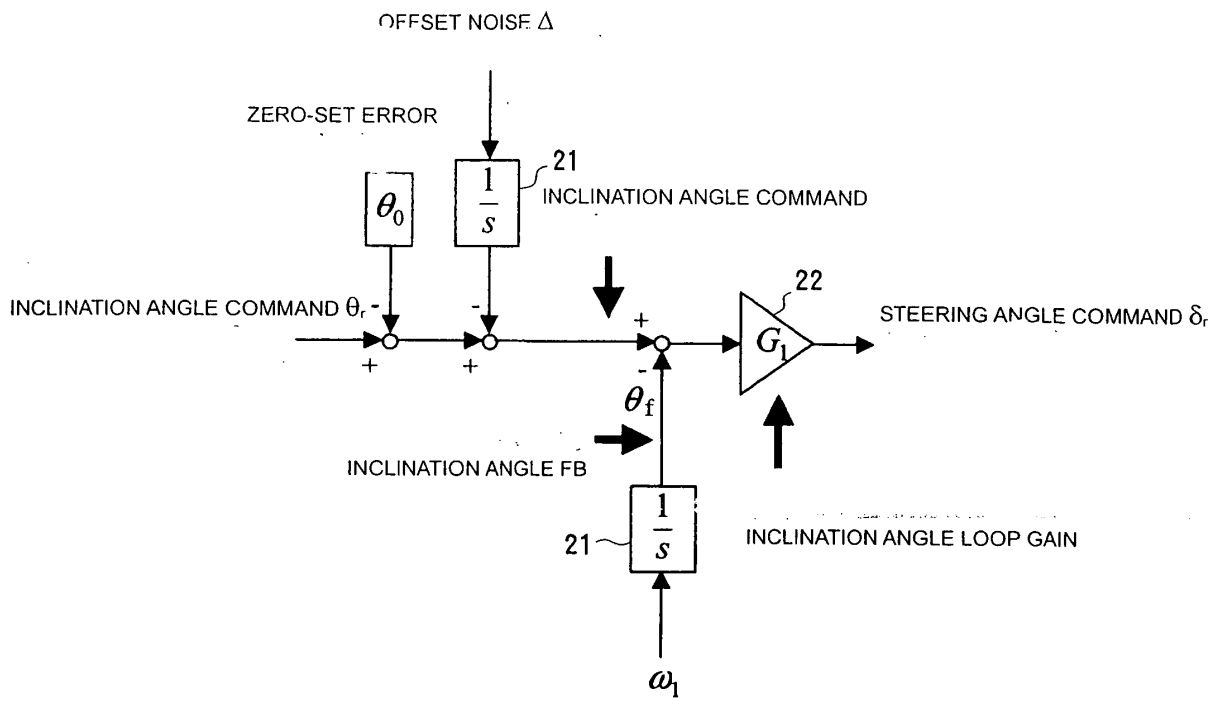 OFFSET NOISE Δ
ZERO-SET ERROR
21
INCLINATION ANGLE COMMAND
θ0
1
s
INCLINATION ANGLE COMMAND θr
-
-
+
22
STEERING ANGLE COMMAND δr
G1
+
+
-
θf
INCLINATION ANGLE FB
1
s
21
INCLINATION ANGLE LOOP GAIN
ω1